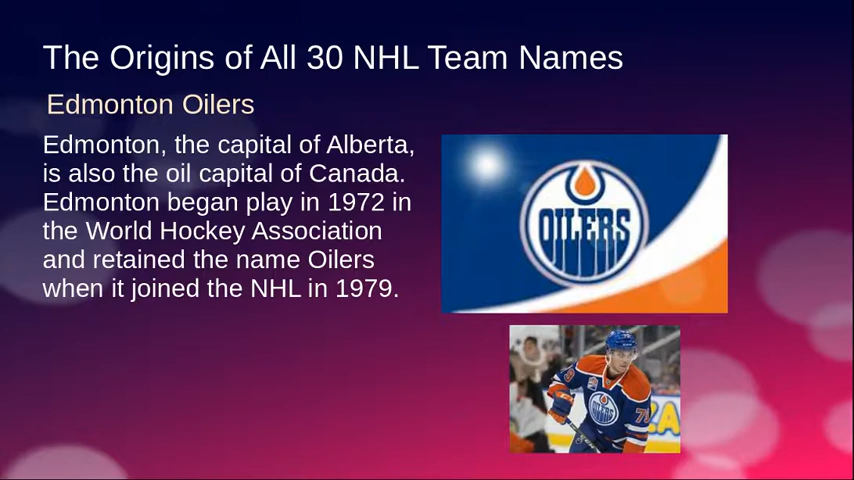 The Origins of All 30 NHL Team Names
Edmonton Oilers
Edmonton, the capital of Alberta,
is also the oil capital of Canada.
Edmonton began play in 1972 in
the World Hockey Association
and retained the name Oilers
when it joined the NHL in 1979.
OILERS
OILERS